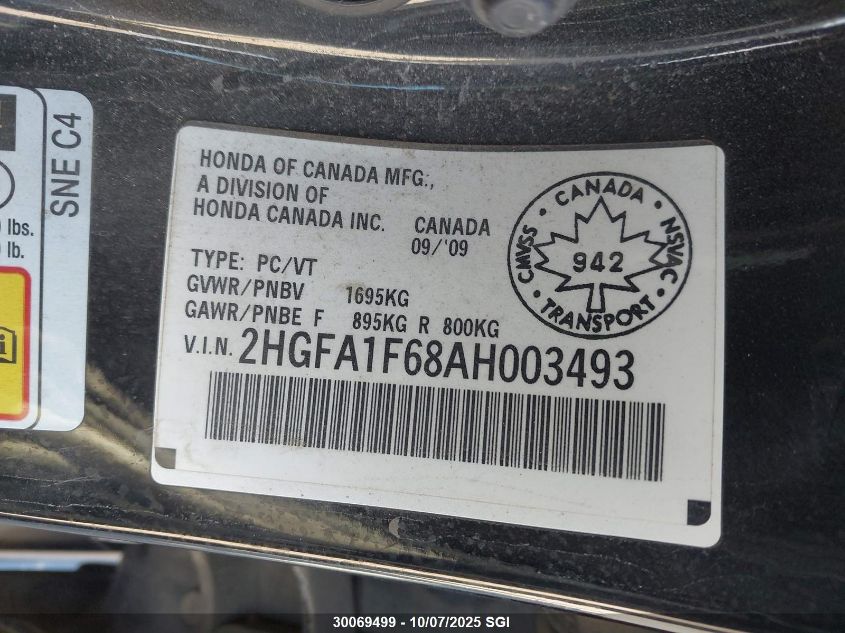 SNE C4
lbs.
lb.
HONDA OF CANADA MFG.,
A DIVISION OF
HONDA CANADA INC. CANADA
09/'09
TYPE: PC/VT
GVWR/PNBV 1695KG
GAWR/PNBE F 895KG R 800KG
V.I.N. 2HGFA1F68AH003493
CMVSS • CANADA • NSVAC • TRANSPORT •
942
30069499 - 10/07/2025 SGI